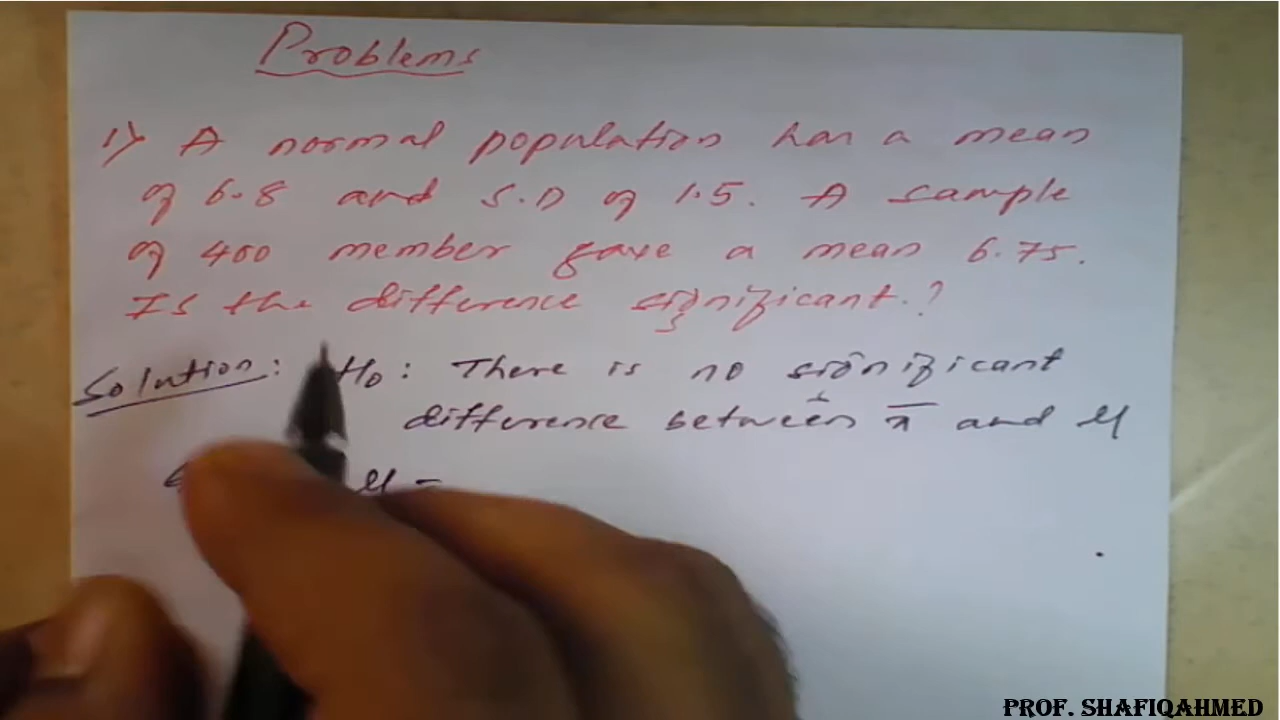 Problems
1) A normal population has a mean
of 6.8 and S.D of 1.5. A sample
of 400 member gave a mean 6.75.
Is the difference significant.?
Solution: H0: There is no significant
difference between x̄ and μ
μ =
PROF. SHAFIQAHMED